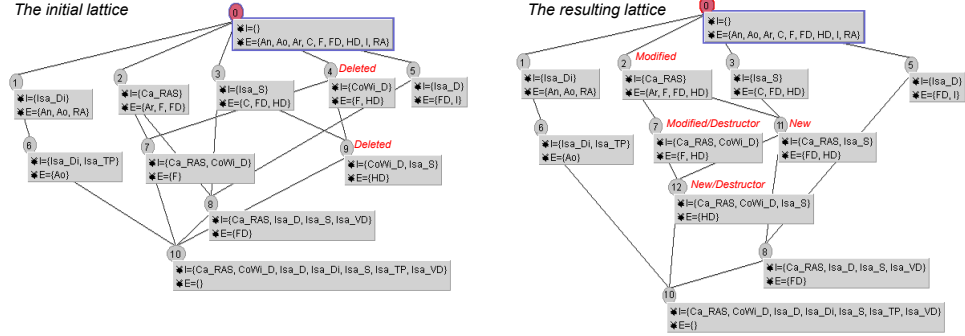 The initial lattice
0
I={}
E={An, Ao, Ar, C, F, FD, HD, I, RA}
1
I={Isa_Di}
E={An, Ao, RA}
2
I={Ca_RAS}
E={Ar, F, FD}
3
I={Isa_S}
E={C, FD, HD}
4 Deleted
I={CoWi_D}
E={F, HD}
5
I={Isa_D}
E={FD, I}
6
I={Isa_Di, Isa_TP}
E={Ao}
7
I={Ca_RAS, CoWi_D}
E={F}
9 Deleted
I={CoWi_D, Isa_S}
E={HD}
8
I={Ca_RAS, Isa_D, Isa_S, Isa_VD}
E={FD}
10
I={Ca_RAS, CoWi_D, Isa_D, Isa_Di, Isa_S, Isa_TP, Isa_VD}
E={}
The resulting lattice
0
I={}
E={An, Ao, Ar, C, F, FD, HD, I, RA}
1
I={Isa_Di}
E={An, Ao, RA}
2 Modified
I={Ca_RAS}
E={Ar, F, FD, HD}
3
I={Isa_S}
E={C, FD, HD}
5
I={Isa_D}
E={FD, I}
6
I={Isa_Di, Isa_TP}
E={Ao}
7 Modified/Destructor
I={Ca_RAS, CoWi_D}
E={F, HD}
11 New
I={Ca_RAS, Isa_S}
E={FD, HD}
12 New/Destructor
I={Ca_RAS, CoWi_D, Isa_S}
E={HD}
8
I={Ca_RAS, Isa_D, Isa_S, Isa_VD}
E={FD}
10
I={Ca_RAS, CoWi_D, Isa_D, Isa_Di, Isa_S, Isa_TP, Isa_VD}
E={}